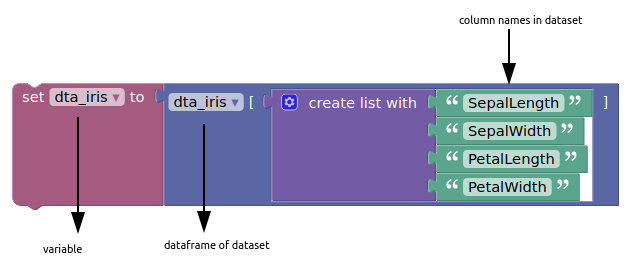 column names in dataset
set dta_iris ▾ to dta_iris ▾ [ create list with “ SepalLength ” ]
“ SepalWidth ”
“ PetalLength ”
“ PetalWidth ”
variable
dataframe of dataset